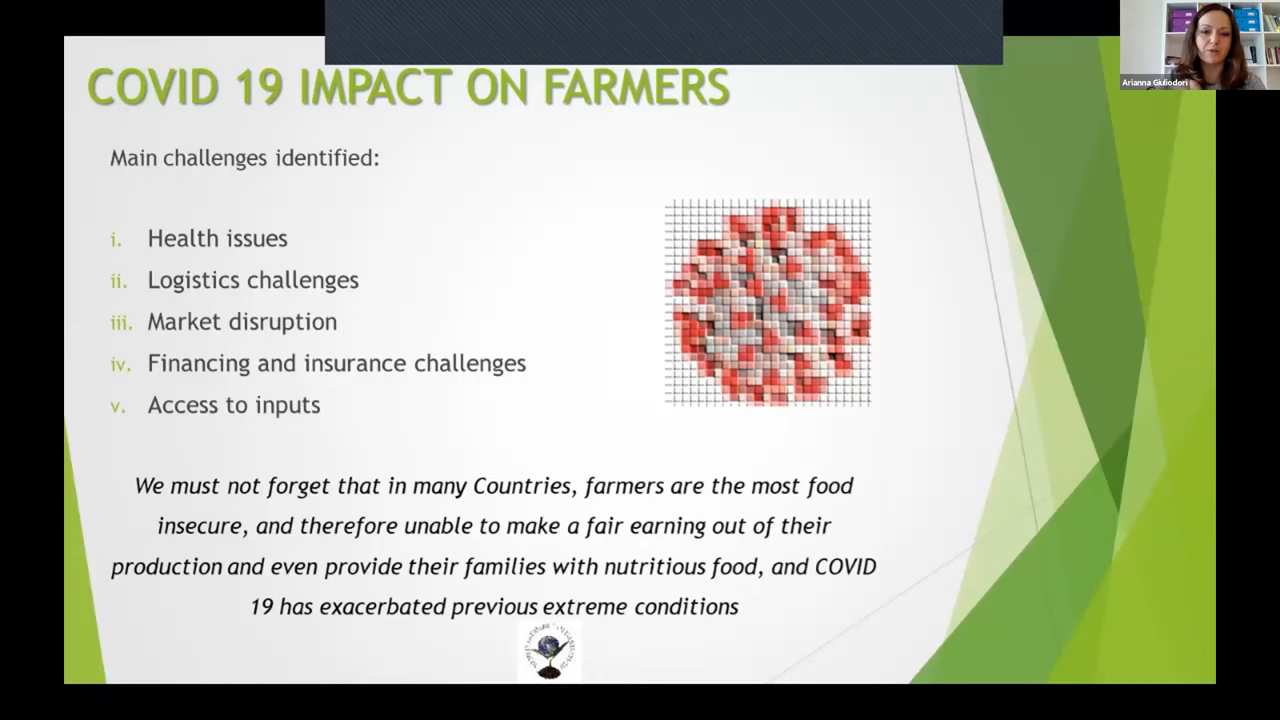 Arianna Giuliodori
COVID 19 IMPACT ON FARMERS
Main challenges identified:
i. Health issues
ii. Logistics challenges
iii. Market disruption
iv. Financing and insurance challenges
v. Access to inputs
We must not forget that in many Countries, farmers are the most food
insecure, and therefore unable to make a fair earning out of their
production and even provide their families with nutritious food, and COVID
19 has exacerbated previous extreme conditions